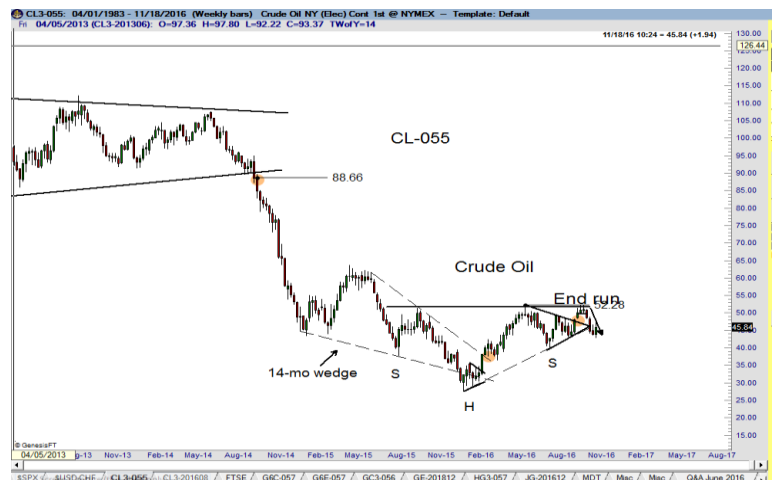 CL3-055: 04/01/1983 - 11/18/2016 (Weekly bars) Crude Oil NY (Elec) Cont 1st @ NYMEX -- Template: Default
Fri 04/05/2013 (CL3-201306) O=97.36 H=97.80 L=92.22 C=93.37 TWofY=14
11/18/16 10:24 = 45.84 (+1.94)
130.00
126.44
120.00
115.00
110.00
105.00
CL-055
100.00
95.00
90.00
88.66
85.00
80.00
75.00
70.00
65.00
Crude Oil
60.00
55.00
End run
52.28
50.00
45.84
40.00
14-mo wedge
S
S
35.00
30.00
H
25.00
20.00
15.00
© GenesisFT
04/05/2013 g-13 Nov-13 Feb-14 May-14 Aug-14 Nov-14 Feb-15 May-15 Aug-15 Nov-15 Feb-16 May-16 Aug-16 Nov-16 Feb-17 May-17 Aug-17
$SPX $USD-CHF CL3-055 CL3-201608 FTSE G6C-057 G6E-057 GC3-056 GE-201812 HG3-057 JG-201612 MDT Misc Misc Q&A June 2016